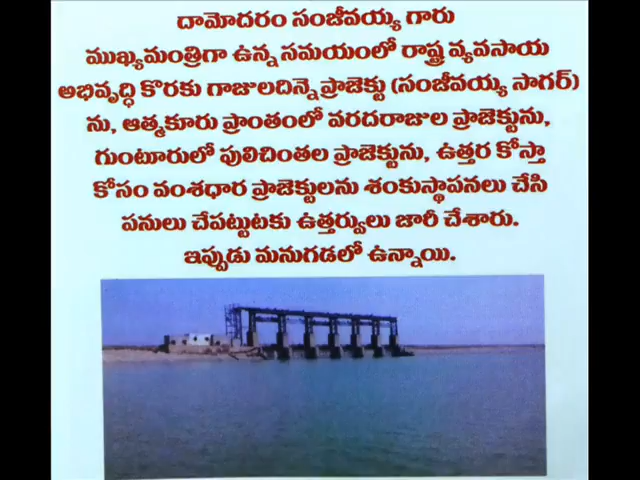 దామోదరం సంజీవయ్య గారు
ముఖ్యమంత్రిగా ఉన్న సమయంలో రాష్ట్ర వ్యవసాయ
అభివృద్ధి కొరకు గాజులదిన్నె ప్రాజెక్టు (సంజీవయ్య సాగర్)
ను, ఆత్మకూరు ప్రాంతంలో వరదరాజుల ప్రాజెక్టును,
గుంటూరులో పులిచింతల ప్రాజెక్టును, ఉత్తర కోస్తా
కోసం వంశధార ప్రాజెక్టులను శంకుస్థాపనలు చేసి
పనులు చేపట్టుటకు ఉత్తర్వులు జారీ చేశారు.
ఇప్పుడు మనుగడలో ఉన్నాయి.